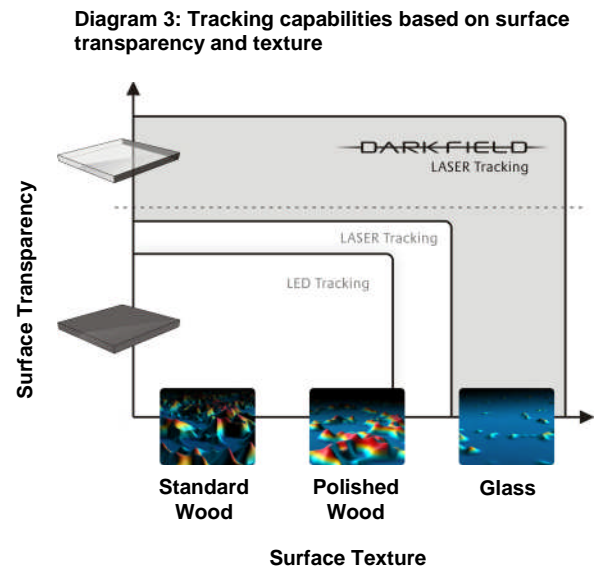 Diagram 3: Tracking capabilities based on surface
transparency and texture
DARKFIELD
LASER Tracking
LASER Tracking
LED Tracking
Surface Transparency
Standard
Wood
Polished
Wood
Glass
Surface Texture